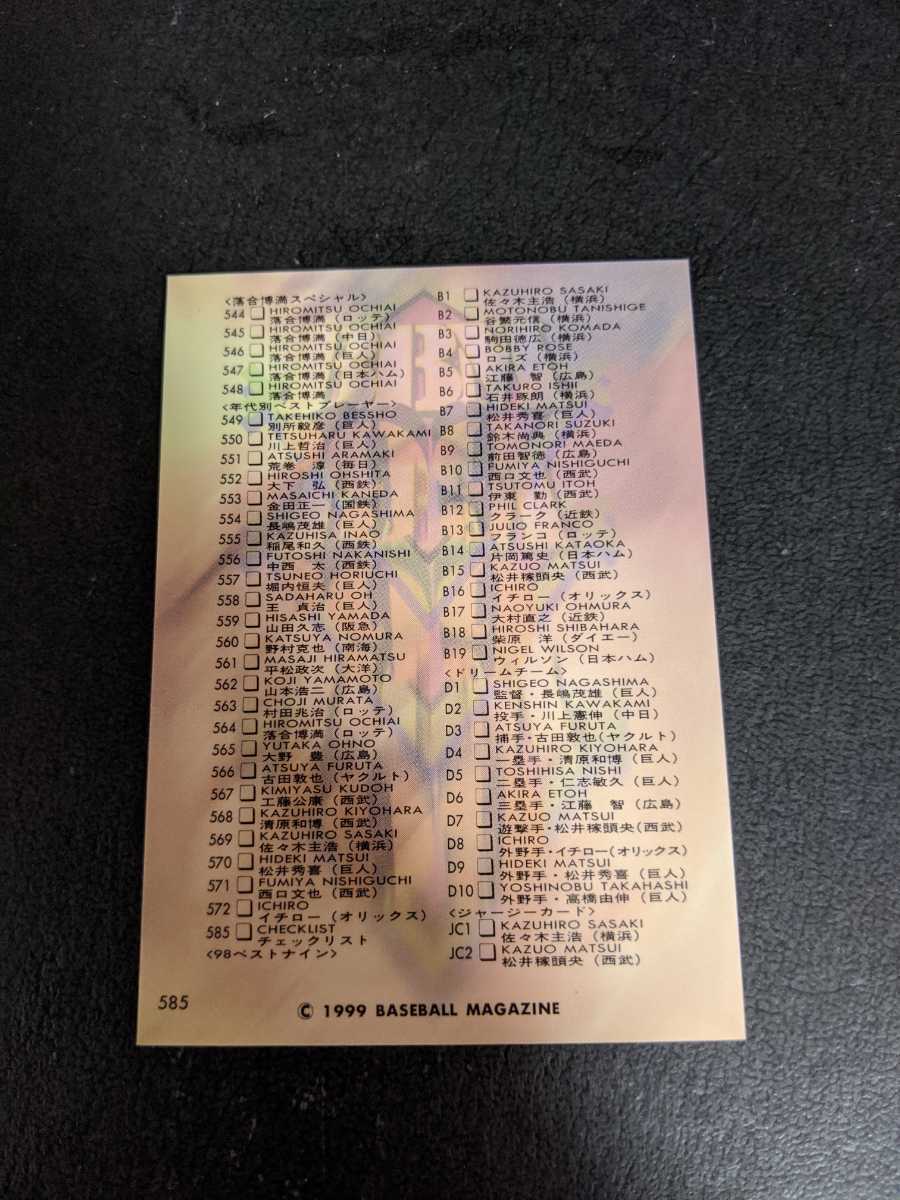 <落合博満スペシャル>
544 HIROMITSU OCHIAI
落合博満 (ロッテ)
545 HIROMITSU OCHIAI
落合博満 (中日)
546 HIROMITSU OCHIAI
落合博満 (巨人)
547 HIROMITSU OCHIAI
落合博満 (日本ハム)
548 HIROMITSU OCHIAI
落合博満
<年代別ベストプレーヤー>
549 TAKEHIKO BESSHO
別所毅彦 (巨人)
550 TETSUHARU KAWAKAMI
川上哲治 (巨人)
551 ATSUSHI ARAMAKI
荒巻 淳 (毎日)
552 HIROSHI OHSHITA
大下 弘 (西鉄)
553 MASAICHI KANEDA
金田正一 (国鉄)
554 SHIGEO NAGASHIMA
長嶋茂雄 (巨人)
555 KAZUHISA INAO
稲尾和久 (西鉄)
556 FUTOSHI NAKANISHI
中西 太 (西鉄)
557 TSUNEO HORIUCHI
堀内恒夫 (巨人)
558 SADAHARU OH
王 貞治 (巨人)
559 HISASHI YAMADA
山田久志 (阪急)
560 KATSUYA NOMURA
野村克也 (南海)
561 MASAJI HIRAMATSU
平松政次 (大洋)
562 KOJI YAMAMOTO
山本浩二 (広島)
563 CHOJI MURATA
村田兆治 (ロッテ)
564 HIROMITSU OCHIAI
落合博満 (ロッテ)
565 YUTAKA OHNO
大野 豊 (広島)
566 ATSUYA FURUTA
古田敦也 (ヤクルト)
567 KIMIYASU KUDOH
工藤公康 (西武)
568 KAZUHIRO KIYOHARA
清原和博 (西武)
569 KAZUHIRO SASAKI
佐々木主浩 (横浜)
570 HIDEKI MATSUI
松井秀喜 (巨人)
571 FUMIYA NISHIGUCHI
西口文也 (西武)
572 ICHIRO
イチロー (オリックス)
585 CHECKLIST
チェックリスト
<98ベストナイン>
B1 KAZUHIRO SASAKI
佐々木主浩 (横浜)
B2 MOTONOBU TANISHIGE
谷繁元信 (横浜)
B3 NORIHIRO KOMADA
駒田徳広 (横浜)
B4 BOBBY ROSE
ローズ (横浜)
B5 AKIRA ETOH
江藤 智 (広島)
B6 TAKURO ISHII
石井琢朗 (横浜)
B7 HIDEKI MATSUI
松井秀喜 (巨人)
B8 TAKANORI SUZUKI
鈴木尚典 (横浜)
B9 TOMONORI MAEDA
前田智徳 (広島)
B10 FUMIYA NISHIGUCHI
西口文也 (西武)
B11 TSUTOMU ITOH
伊東 勤 (西武)
B12 PHIL CLARK
クラーク (近鉄)
B13 JULIO FRANCO
フランコ (ロッテ)
B14 ATSUSHI KATAOKA
片岡篤史 (日本ハム)
B15 KAZUO MATSUI
松井稼頭央 (西武)
B16 ICHIRO
イチロー (オリックス)
B17 NAOYUKI OHMURA
大村直之 (近鉄)
B18 HIROSHI SHIBAHARA
柴原 洋 (ダイエー)
B19 NIGEL WILSON
ウィルソン (日本ハム)
<ドリームチーム>
D1 SHIGEO NAGASHIMA
監督・長嶋茂雄 (巨人)
D2 KENSHIN KAWAKAMI
投手・川上憲伸 (中日)
D3 ATSUYA FURUTA
捕手・古田敦也(ヤクルト)
D4 KAZUHIRO KIYOHARA
一塁手・清原和博 (巨人)
D5 TOSHIHISA NISHI
二塁手・仁志敏久 (巨人)
D6 AKIRA ETOH
三塁手・江藤 智 (広島)
D7 KAZUO MATSUI
遊撃手・松井稼頭央(西武)
D8 ICHIRO
外野手・イチロー(オリックス)
D9 HIDEKI MATSUI
外野手・松井秀喜 (巨人)
D10 YOSHINOBU TAKAHASHI
外野手・高橋由伸 (巨人)
<ジャージーカード>
JC1 KAZUHIRO SASAKI
佐々木主浩 (横浜)
JC2 KAZUO MATSUI
松井稼頭央 (西武)
585
© 1999 BASEBALL MAGAZINE